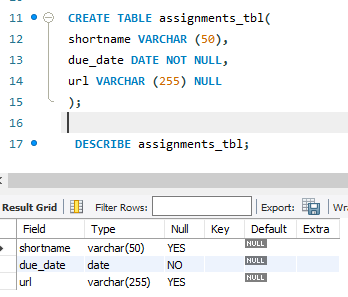 11 CREATE TABLE assignments_tbl(
12 shortname VARCHAR (50),
13 due_date DATE NOT NULL,
14 url VARCHAR (255) NULL
15 );
16
17 DESCRIBE assignments_tbl;
Result Grid Filter Rows: Export: Wra
Field Type Null Key Default Extra
shortname varchar(50) YES NULL
due_date date NO NULL
url varchar(255) YES NULL